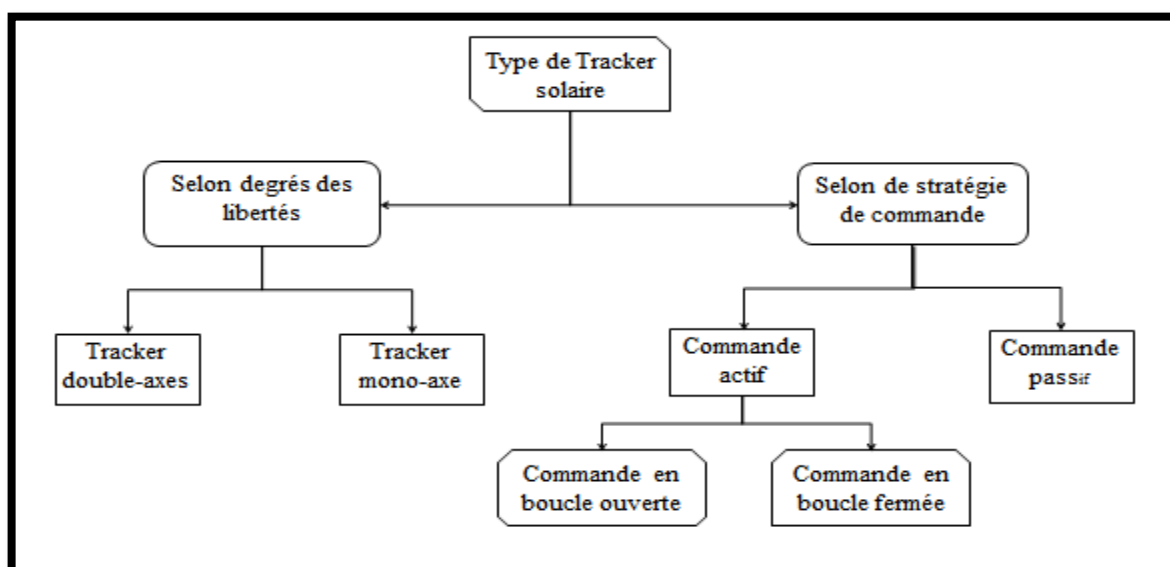 Type de Tracker
solaire
Selon degrés des
libertés
Selon de stratégie
de commande
Tracker
double-axes
Tracker
mono-axe
Commande
actif
Commande
passif
Commande en
boucle ouverte
Commande en
boucle fermée